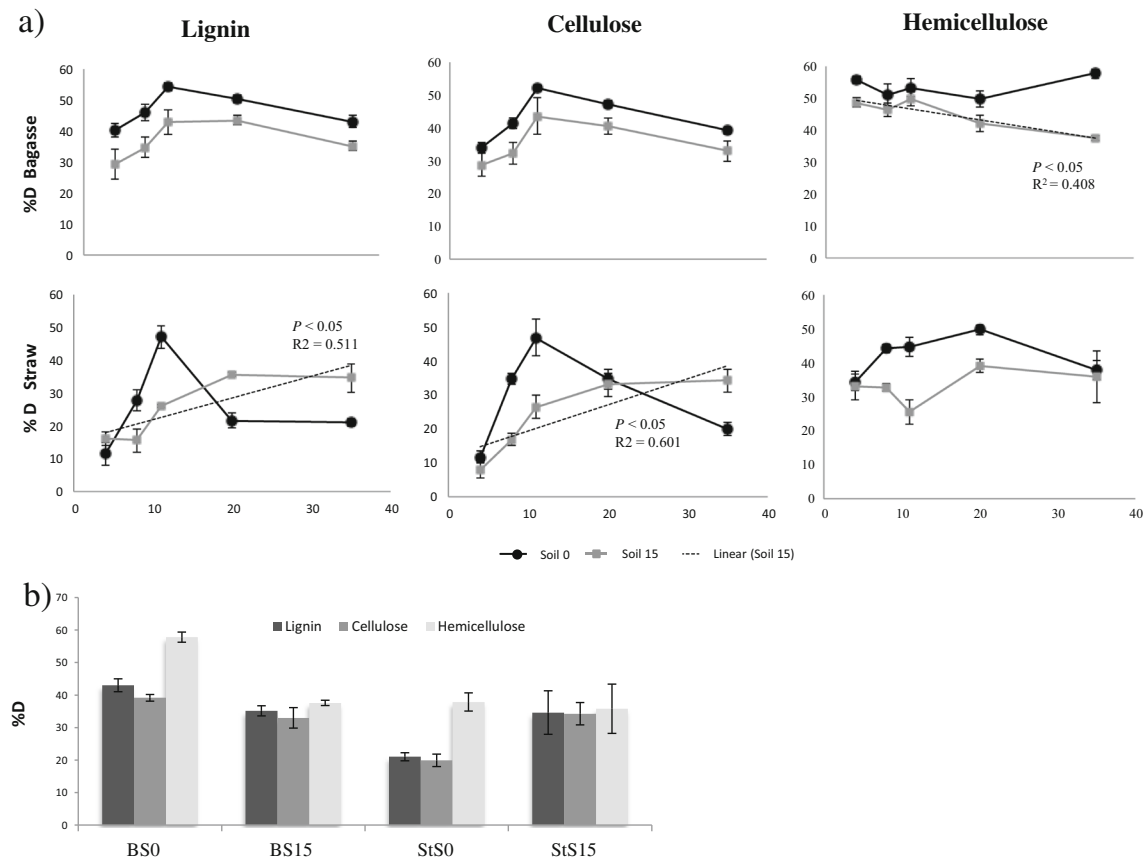 a)
Lignin
Cellulose
Hemicellulose
%D Bagasse
60
50
40
30
20
10
0
60
50
40
30
20
10
0
60
50
40
30
20
10
0
P < 0.05
R² = 0.408
% D Straw
60
50
40
30
20
10
0
0 10 20 30 40
P < 0.05
R2 = 0.511
60
50
40
30
20
10
0
0 10 20 30 40
P < 0.05
R2 = 0.601
60
50
40
30
20
10
0
0 10 20 30 40
Soil 0 Soil 15 Linear (Soil 15)
b)
%D
70
60
50
40
30
20
10
0
Lignin Cellulose Hemicellulose
BS0 BS15 StS0 StS15